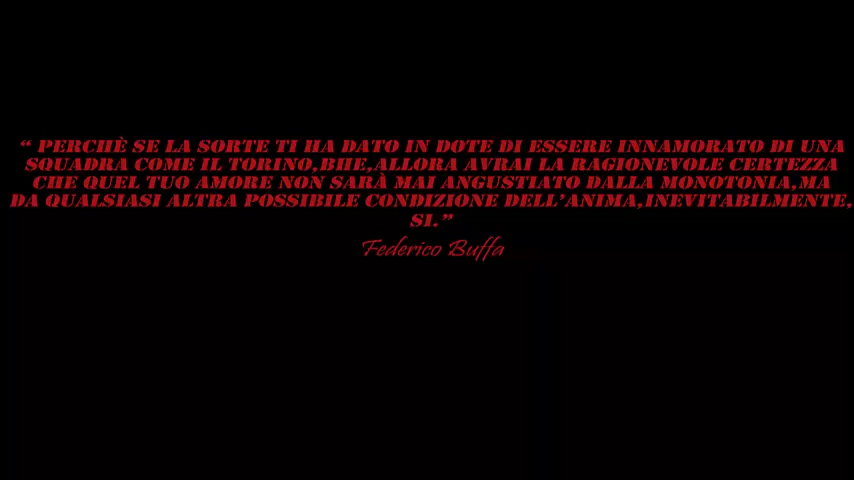 “ PERCHÈ SE LA SORTE TI HA DATO IN DOTE DI ESSERE INNAMORATO DI UNA
SQUADRA COME IL TORINO,BHE,ALLORA AVRAI LA RAGIONEVOLE CERTEZZA
CHE QUEL TUO AMORE NON SARÀ MAI ANGUSTIATO DALLA MONOTONIA,MA
DA QUALSIASI ALTRA POSSIBILE CONDIZIONE DELL’ANIMA,INEVITABILMENTE,
SI.”
Federico Buffa